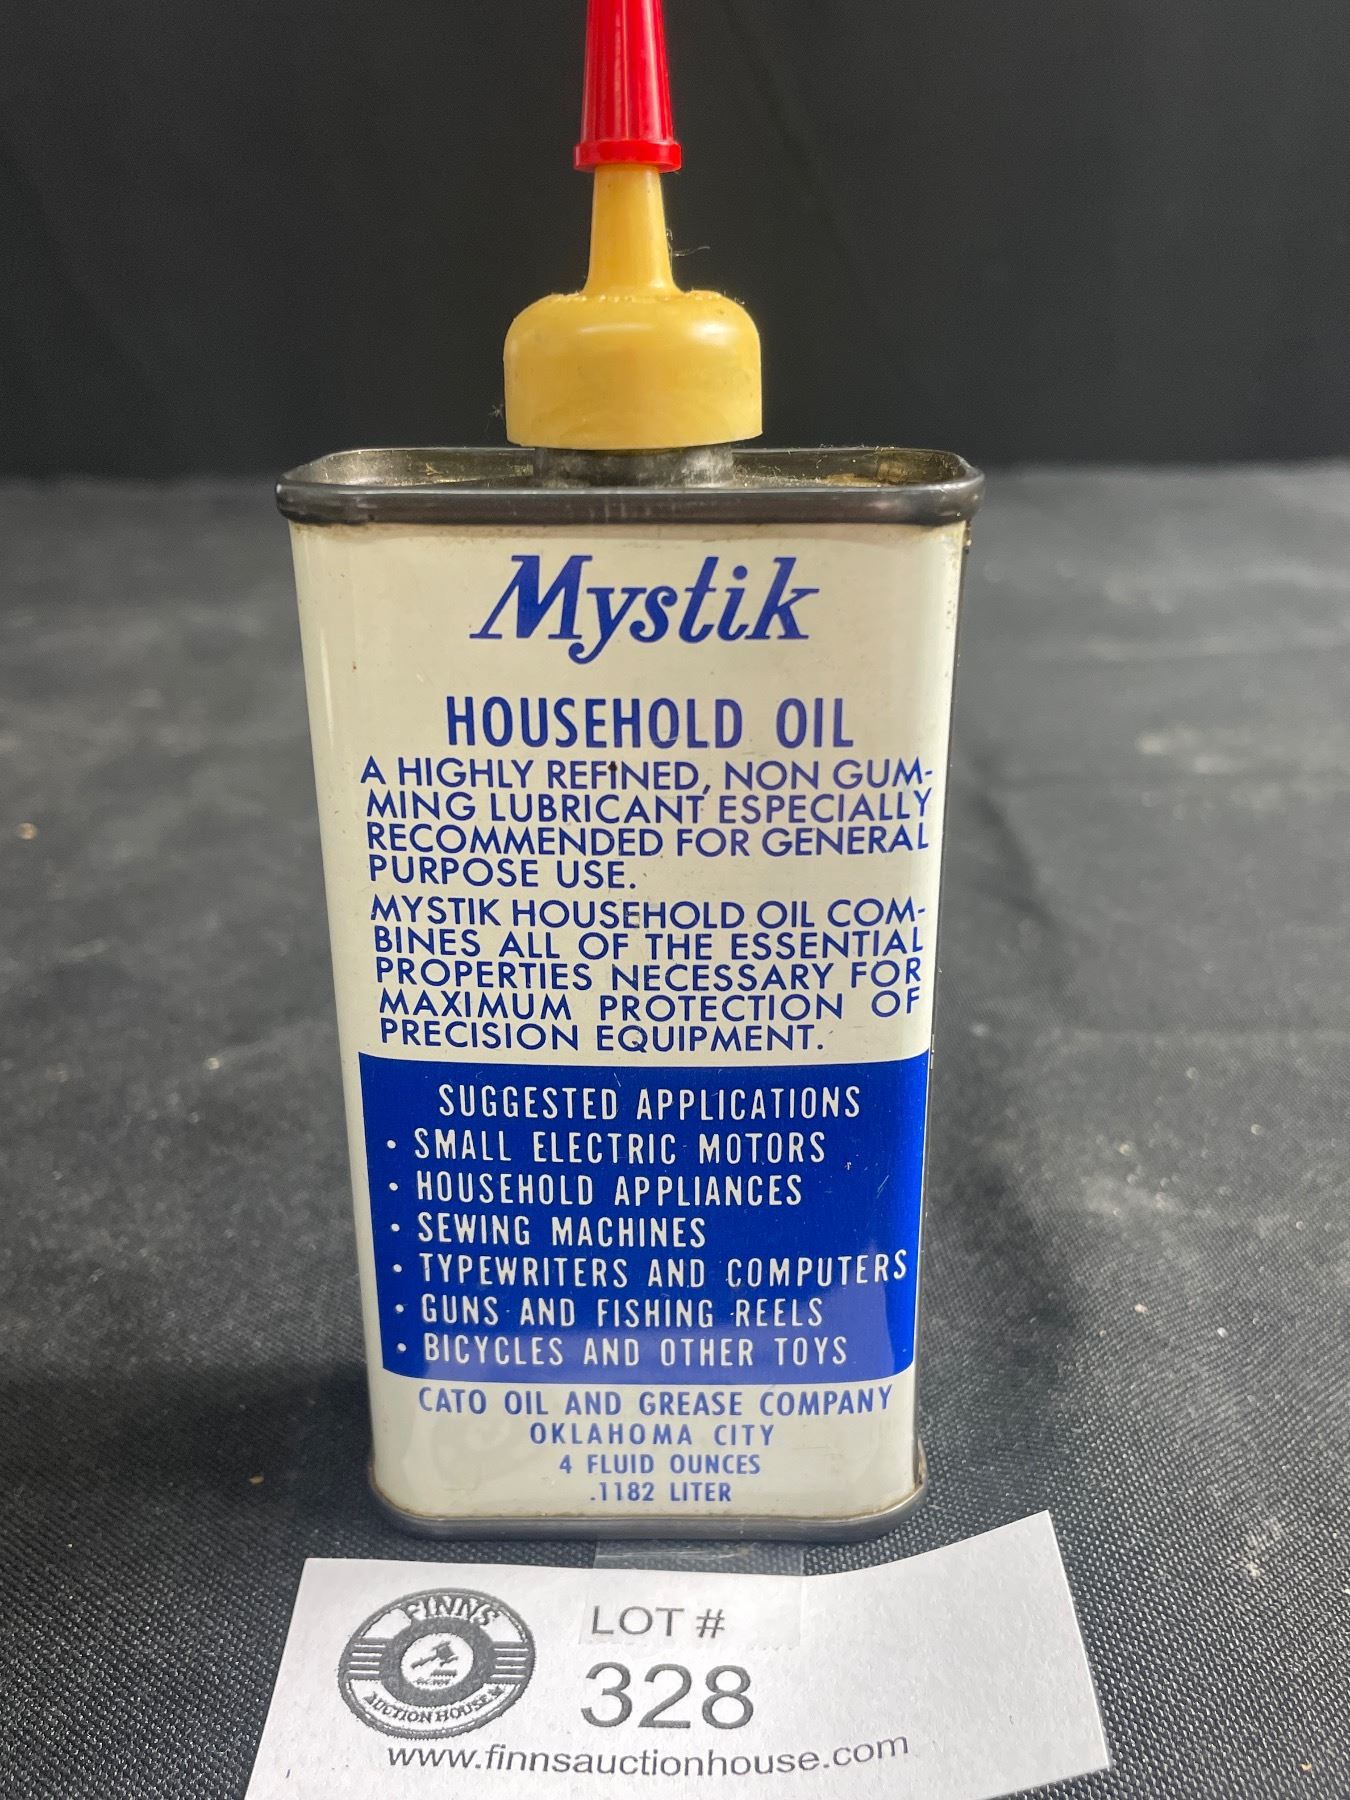 Mystik
HOUSEHOLD OIL
A HIGHLY REFINED, NON GUM-
MING LUBRICANT ESPECIALLY
RECOMMENDED FOR GENERAL
PURPOSE USE.
MYSTIK HOUSEHOLD OIL COM-
BINES ALL OF THE ESSENTIAL
PROPERTIES NECESSARY FOR
MAXIMUM PROTECTION OF
PRECISION EQUIPMENT.
SUGGESTED APPLICATIONS
• SMALL ELECTRIC MOTORS
• HOUSEHOLD APPLIANCES
• SEWING MACHINES
• TYPEWRITERS AND COMPUTERS
• GUNS AND FISHING REELS
• BICYCLES AND OTHER TOYS
CATO OIL AND GREASE COMPANY
OKLAHOMA CITY
4 FLUID OUNCES
.1182 LITER
FINNS
AUCTION HOUSE
LOT #
328
www.finnsauctionhouse.com